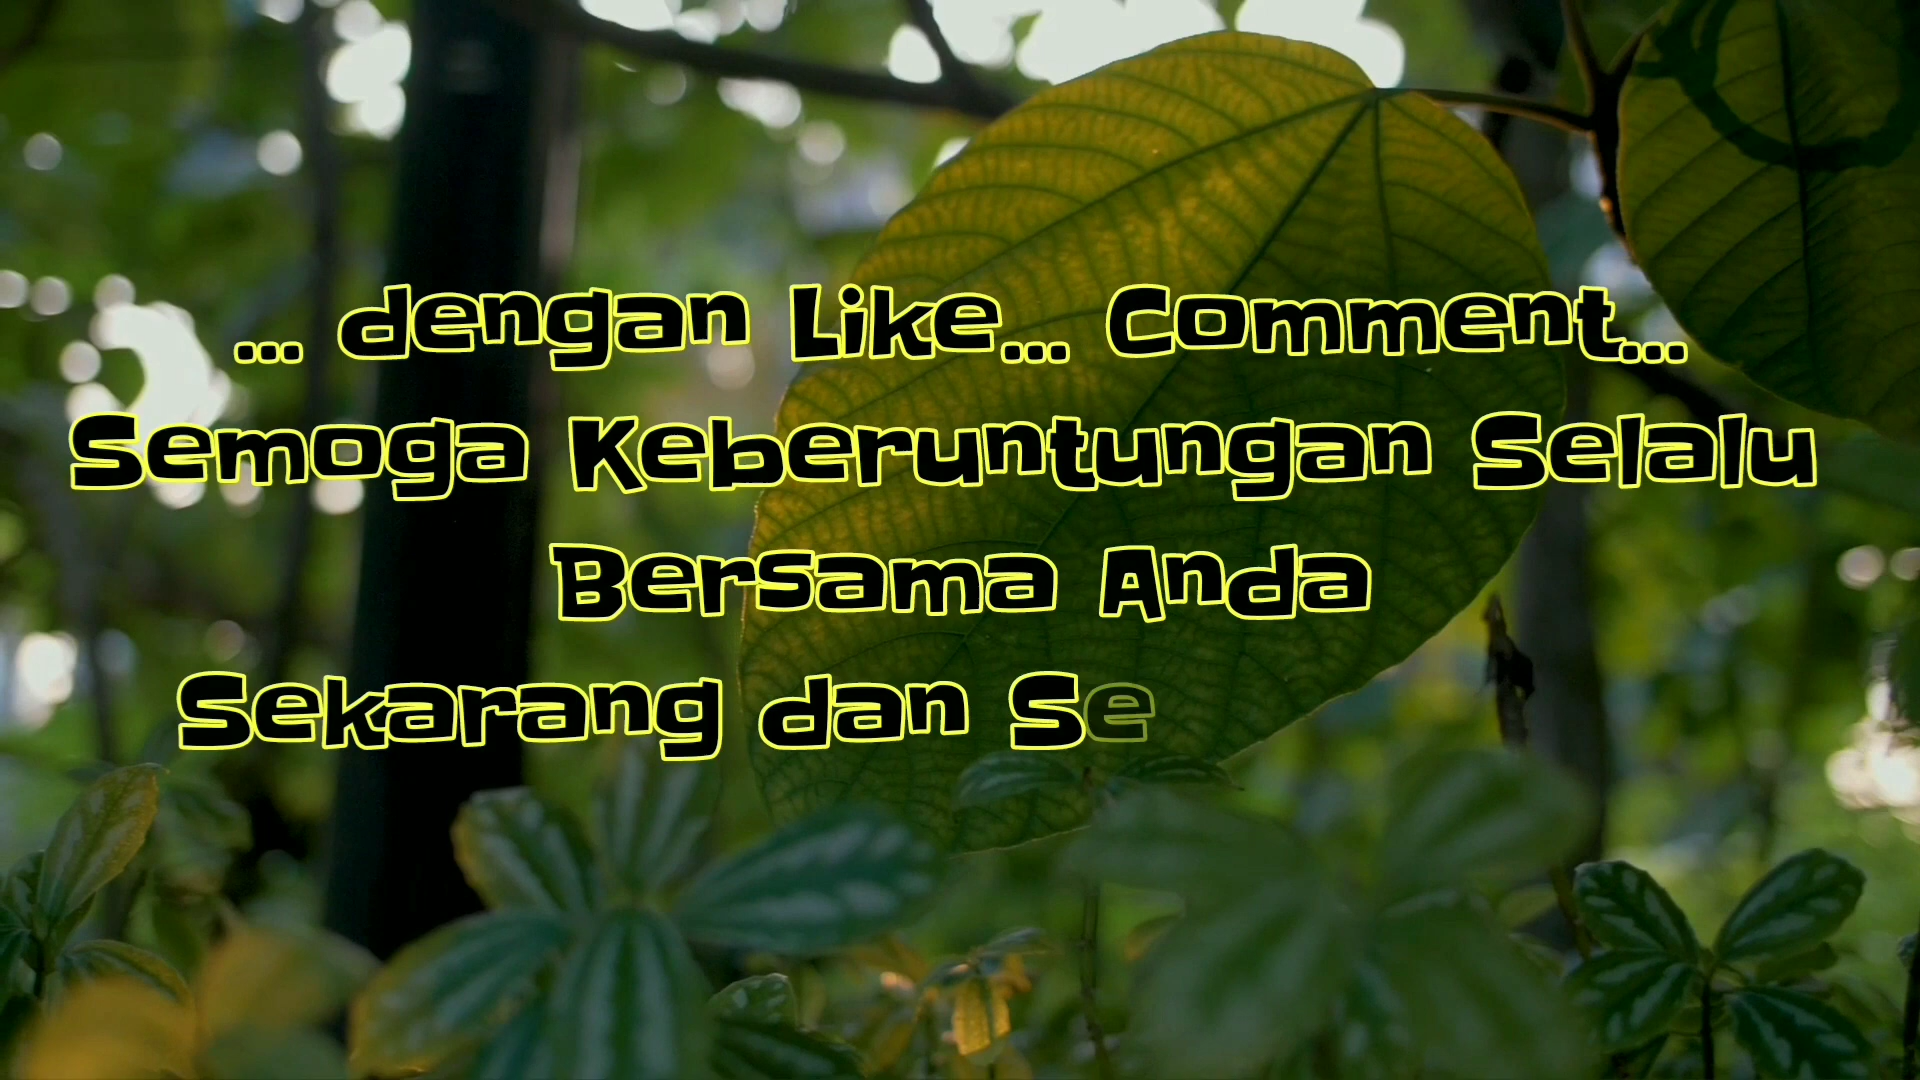 ... dengan Like... Comment...
Semoga Keberuntungan Selalu
Bersama Anda
Sekarang dan Se